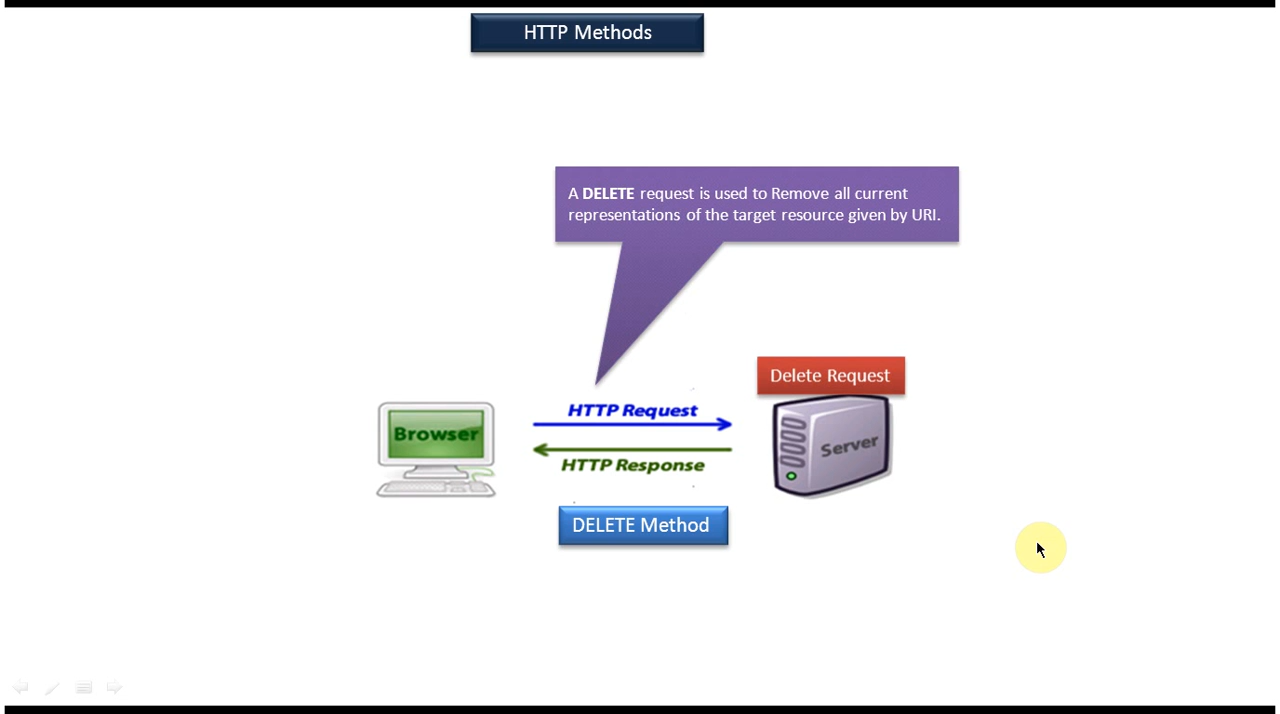 HTTP Methods
A DELETE request is used to Remove all current
representations of the target resource given by URI.
Delete Request
HTTP Request
Browser
Server
HTTP Response
DELETE Method